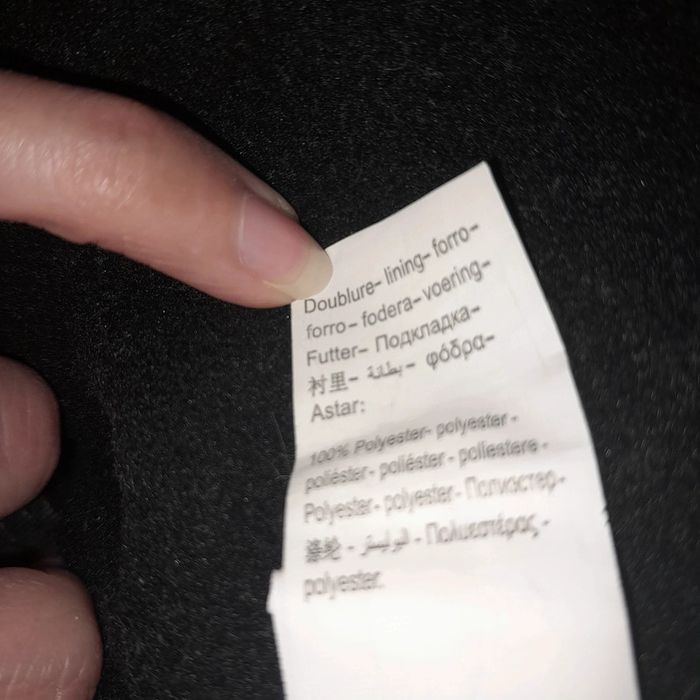 Doublure- lining- forro-
forro- fodera- voering-
Futter- Подкладка-
衬里- بطانة - φόδρα-
Astar:
100% Polyester- polyester -
poliéster - poliéster - poliestere -
Polyester - polyester - Полиэстер-
涤纶 - البوليستر - Πολυεστέρας -
polyester.